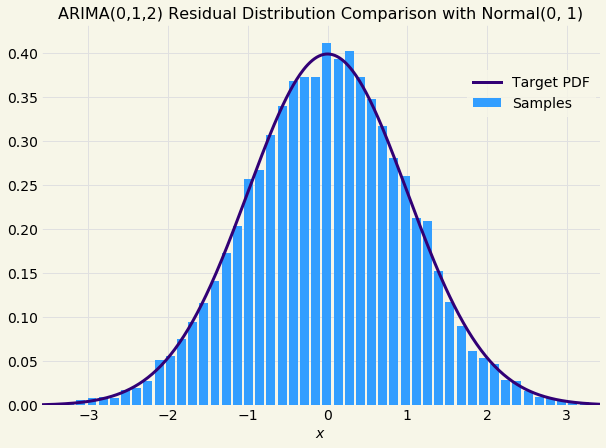 ARIMA(0,1,2) Residual Distribution Comparison with Normal(0, 1)
0.40
0.35
0.30
0.25
0.20
0.15
0.10
0.05
0.00
Target PDF
Samples
−3 −2 −1 0 1 2 3
x